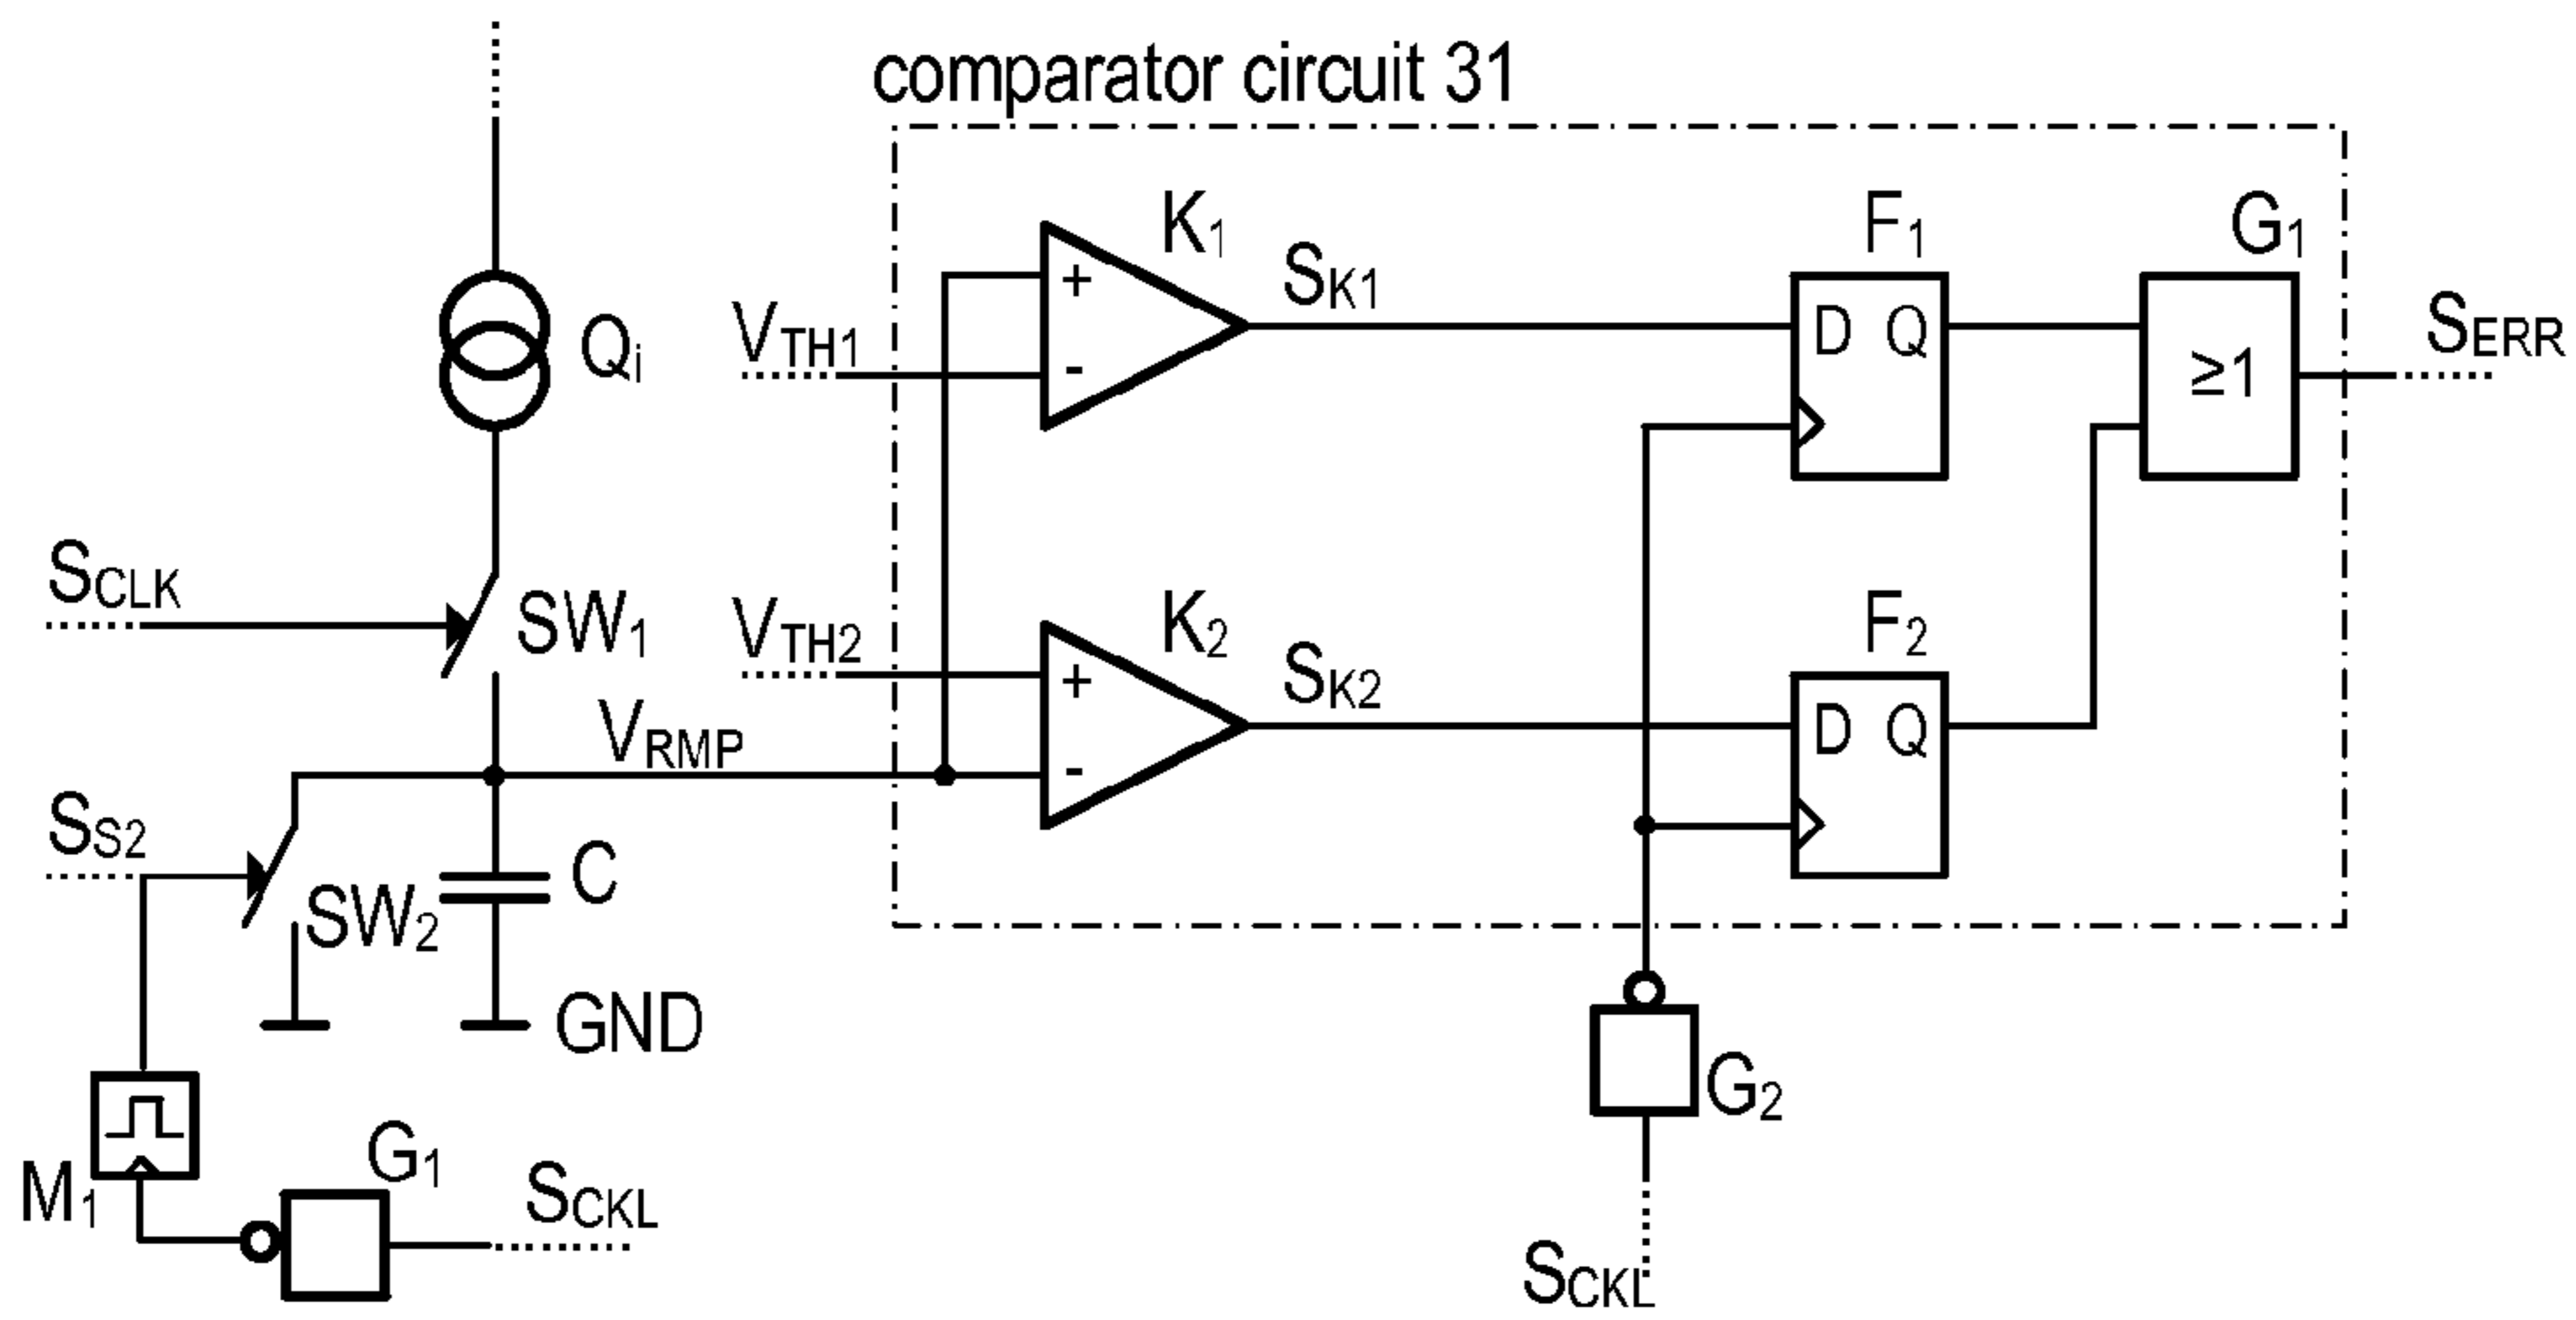 comparator circuit 31
K1
F1
G1
SK1
+
-
D Q
≥1
SERR
VTH1
Qi
SCLK
SW1
VTH2
K2
F2
SK2
+
-
D Q
VRMP
SS2
SW2
C
GND
M1
G1
SCKL
G2
SCKL